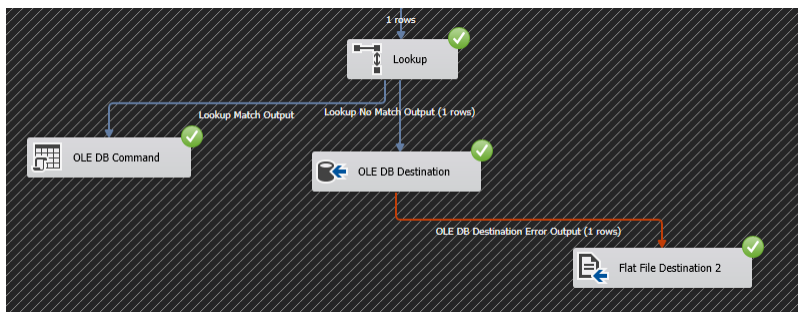 1 rows
Lookup
Lookup Match Output
Lookup No Match Output (1 rows)
OLE DB Command
OLE DB Destination
OLE DB Destination Error Output (1 rows)
Flat File Destination 2